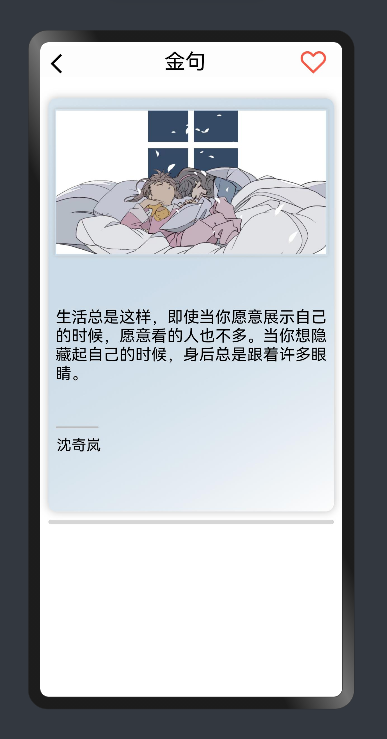 金句
生活总是这样，即使当你愿意展示自己
的时候，愿意看的人也不多。当你想隐
藏起自己的时候，身后总是跟着许多眼
睛。
沈奇岚